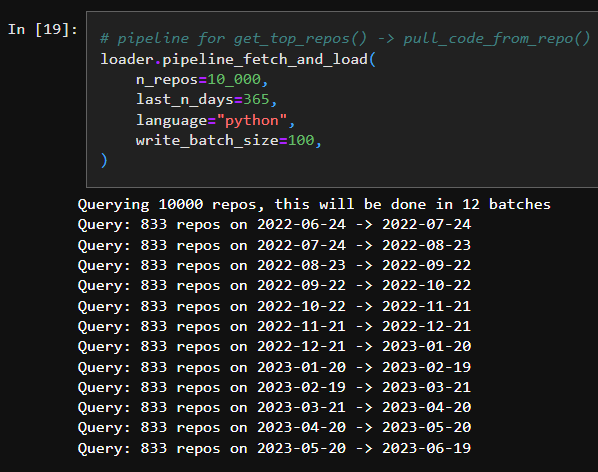 In [19]:
# pipeline for get_top_repos() -> pull_code_from_repo()
loader.pipeline_fetch_and_load(
    n_repos=10_000,
    last_n_days=365,
    language="python",
    write_batch_size=100,
)
Querying 10000 repos, this will be done in 12 batches
Query: 833 repos on 2022-06-24 -> 2022-07-24
Query: 833 repos on 2022-07-24 -> 2022-08-23
Query: 833 repos on 2022-08-23 -> 2022-09-22
Query: 833 repos on 2022-09-22 -> 2022-10-22
Query: 833 repos on 2022-10-22 -> 2022-11-21
Query: 833 repos on 2022-11-21 -> 2022-12-21
Query: 833 repos on 2022-12-21 -> 2023-01-20
Query: 833 repos on 2023-01-20 -> 2023-02-19
Query: 833 repos on 2023-02-19 -> 2023-03-21
Query: 833 repos on 2023-03-21 -> 2023-04-20
Query: 833 repos on 2023-04-20 -> 2023-05-20
Query: 833 repos on 2023-05-20 -> 2023-06-19